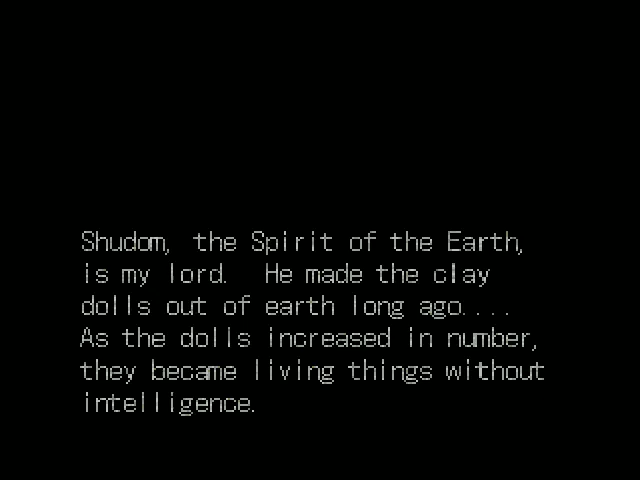 Shudom, the Spirit of the Earth,
is my lord.  He made the clay
dolls out of earth long ago....
As the dolls increased in number,
they became living things without
intelligence.